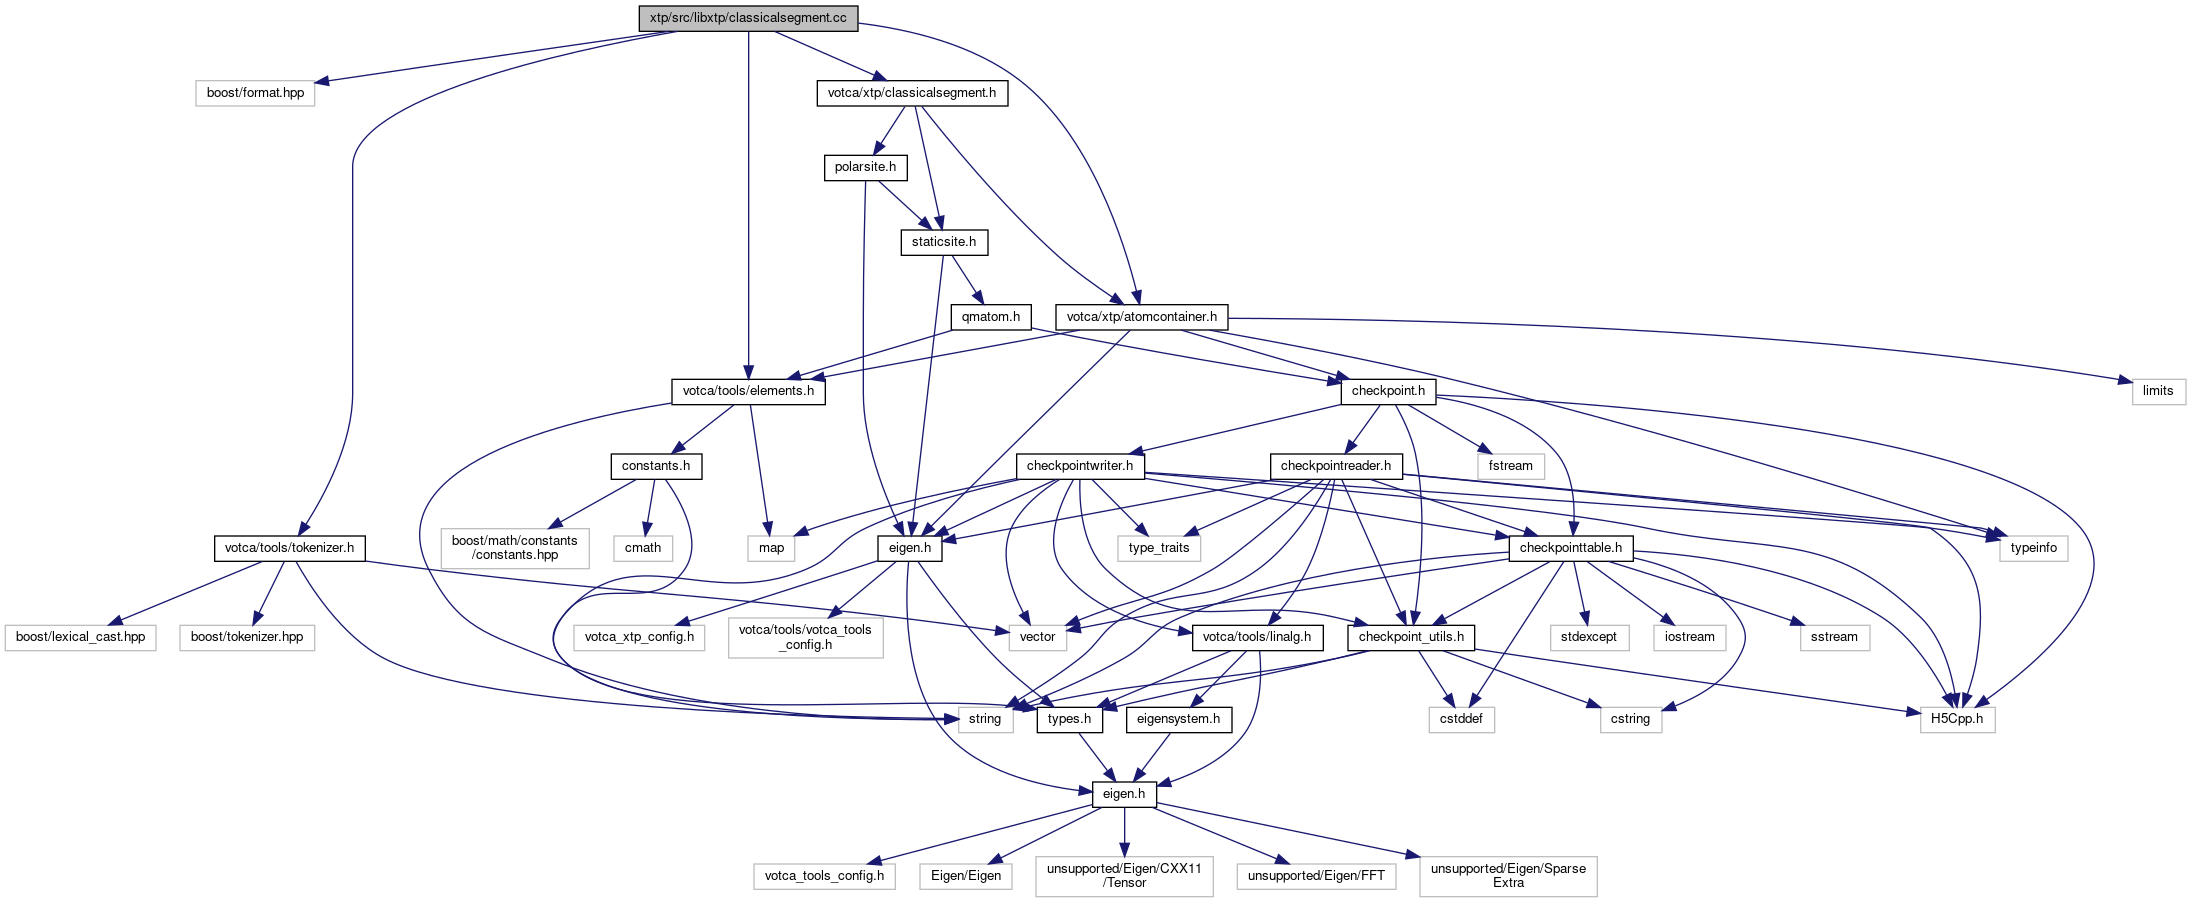 xtp/src/libxtp/classicalsegment.cc
boost/format.hpp
votca/xtp/classicalsegment.h
polarsite.h
staticsite.h
qmatom.h
votca/xtp/atomcontainer.h
votca/tools/elements.h
checkpoint.h
limits
constants.h
checkpointwriter.h
checkpointreader.h
fstream
votca/tools/tokenizer.h
boost/math/constants
/constants.hpp
cmath
map
eigen.h
type_traits
checkpointtable.h
typeinfo
boost/lexical_cast.hpp
boost/tokenizer.hpp
votca_xtp_config.h
votca/tools/votca_tools
_config.h
vector
votca/tools/linalg.h
checkpoint_utils.h
stdexcept
iostream
sstream
string
types.h
eigensystem.h
cstddef
cstring
H5Cpp.h
eigen.h
votca_tools_config.h
Eigen/Eigen
unsupported/Eigen/CXX11
/Tensor
unsupported/Eigen/FFT
unsupported/Eigen/Sparse
Extra